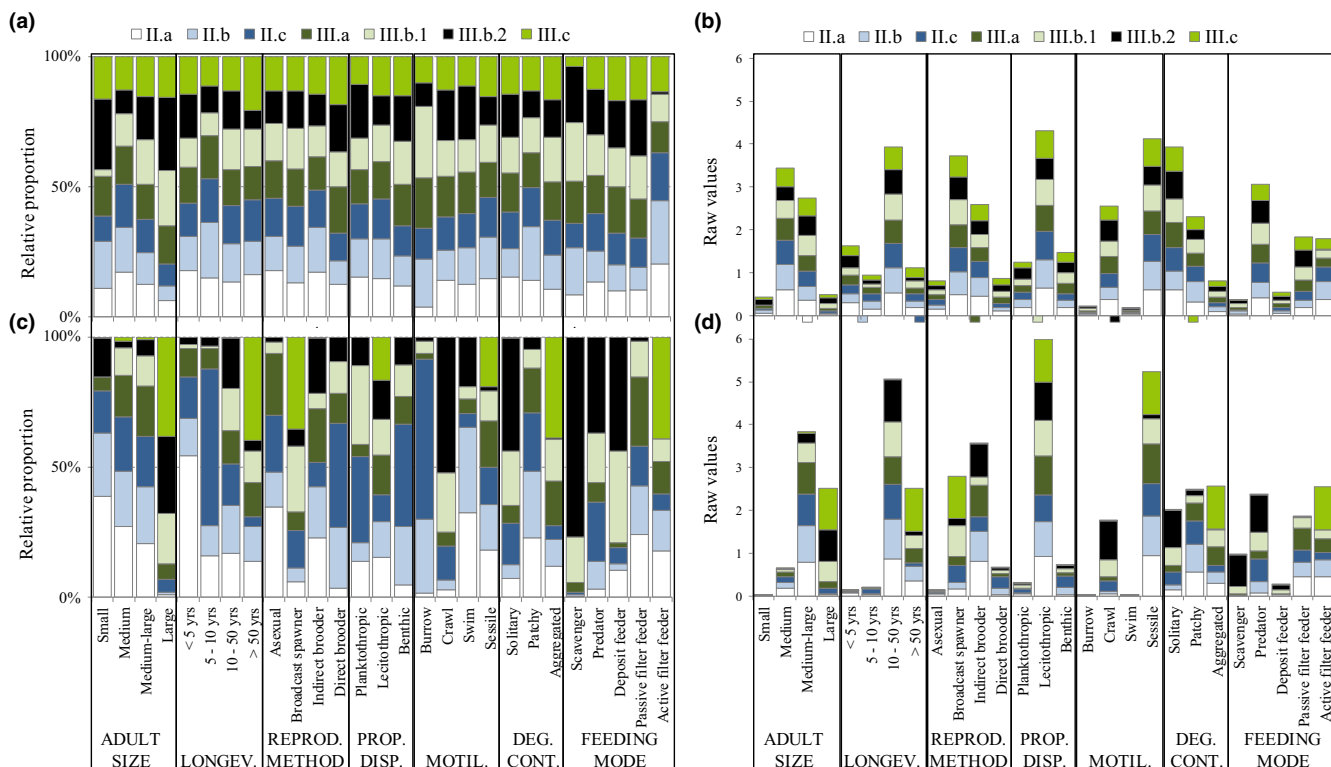 (a)
II.a II.b II.c III.a III.b.1 III.b.2 III.c
100%
50%
0%
Relative proportion
(b)
II.a II.b II.c III.a III.b.1 III.b.2 III.c
6
5
4
3
2
1
0
Raw values
(c)
100%
50%
0%
Relative proportion
Small
Medium
Medium-large
Large
< 5 yrs
5 - 10 yrs
10 - 50 yrs
> 50 yrs
Asexual
Broadcast spawner
Indirect brooder
Direct brooder
Planktothropic
Lecitothropic
Benthic
Burrow
Crawl
Swim
Sessile
Solitary
Patchy
Aggregated
Scavenger
Predator
Deposit feeder
Passive filter feeder
Active filter feeder
ADULT SIZE
LONGEV.
REPROD. METHOD
PROP. DISP.
MOTIL.
DEG. CONT.
FEEDING MODE
(d)
6
5
4
3
2
1
0
Raw values
Small
Medium
Medium-large
Large
< 5 yrs
5 - 10 yrs
10 - 50 yrs
> 50 yrs
Asexual
Broadcast spawner
Indirect brooder
Direct brooder
Planktothropic
Lecitothropic
Benthic
Burrow
Crawl
Swim
Sessile
Solitary
Patchy
Aggregated
Scavenger
Predator
Deposit feeder
Passive filter feeder
Active filter feeder
ADULT SIZE
LONGEV.
REPROD. METHOD
PROP. DISP.
MOTIL.
DEG. CONT.
FEEDING MODE